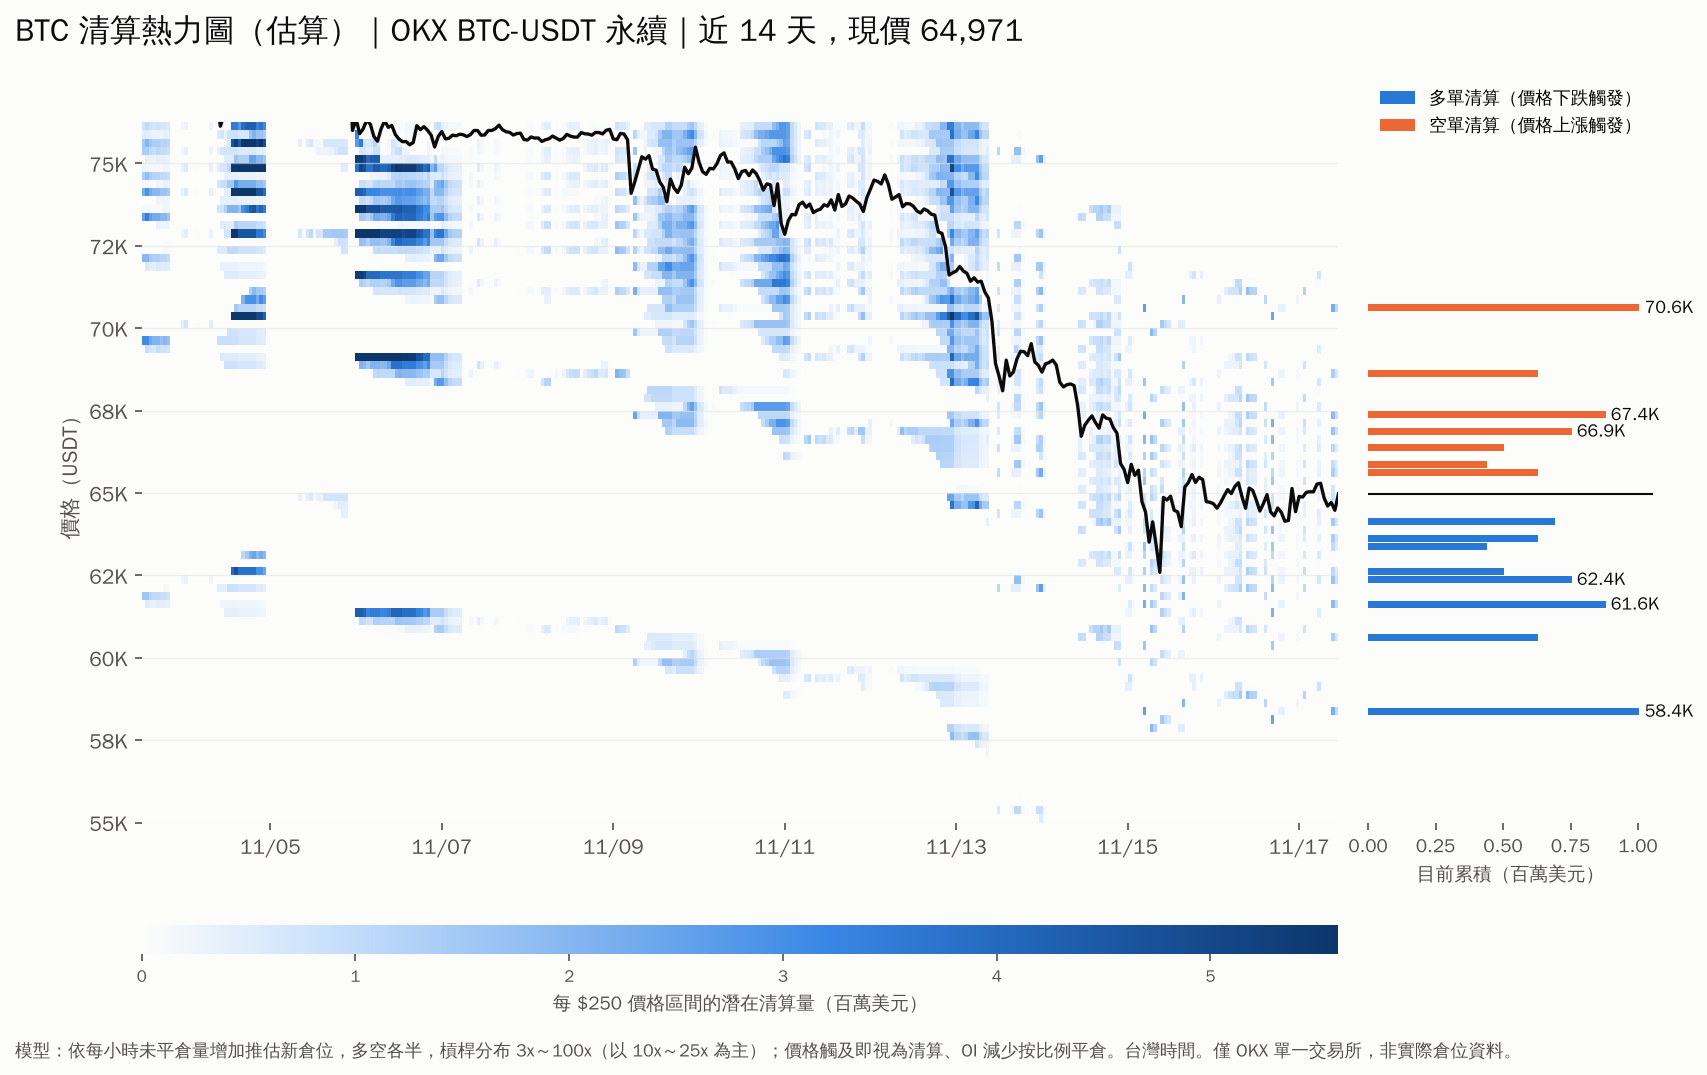 BTC 清算熱力圖（估算）｜OKX BTC-USDT 永續｜近 14 天，現價 64,971
多單清算（價格下跌觸發）
空單清算（價格上漲觸發）
75K
72K
70K
68K
65K
62K
60K
58K
55K
價格（USDT）
70.6K
67.4K
66.9K
62.4K
61.6K
58.4K
11/05 11/07 11/09 11/11 11/13 11/15 11/17
0.00 0.25 0.50 0.75 1.00
目前累積（百萬美元）
0 1 2 3 4 5
每 $250 價格區間的潛在清算量（百萬美元）
模型：依每小時未平倉量增加推估新倉位，多空各半，槓桿分布 3x～100x（以 10x～25x 為主）；價格觸及即視為清算、OI 減少按比例平倉。台灣時間。僅 OKX 單一交易所，非實際倉位資料。